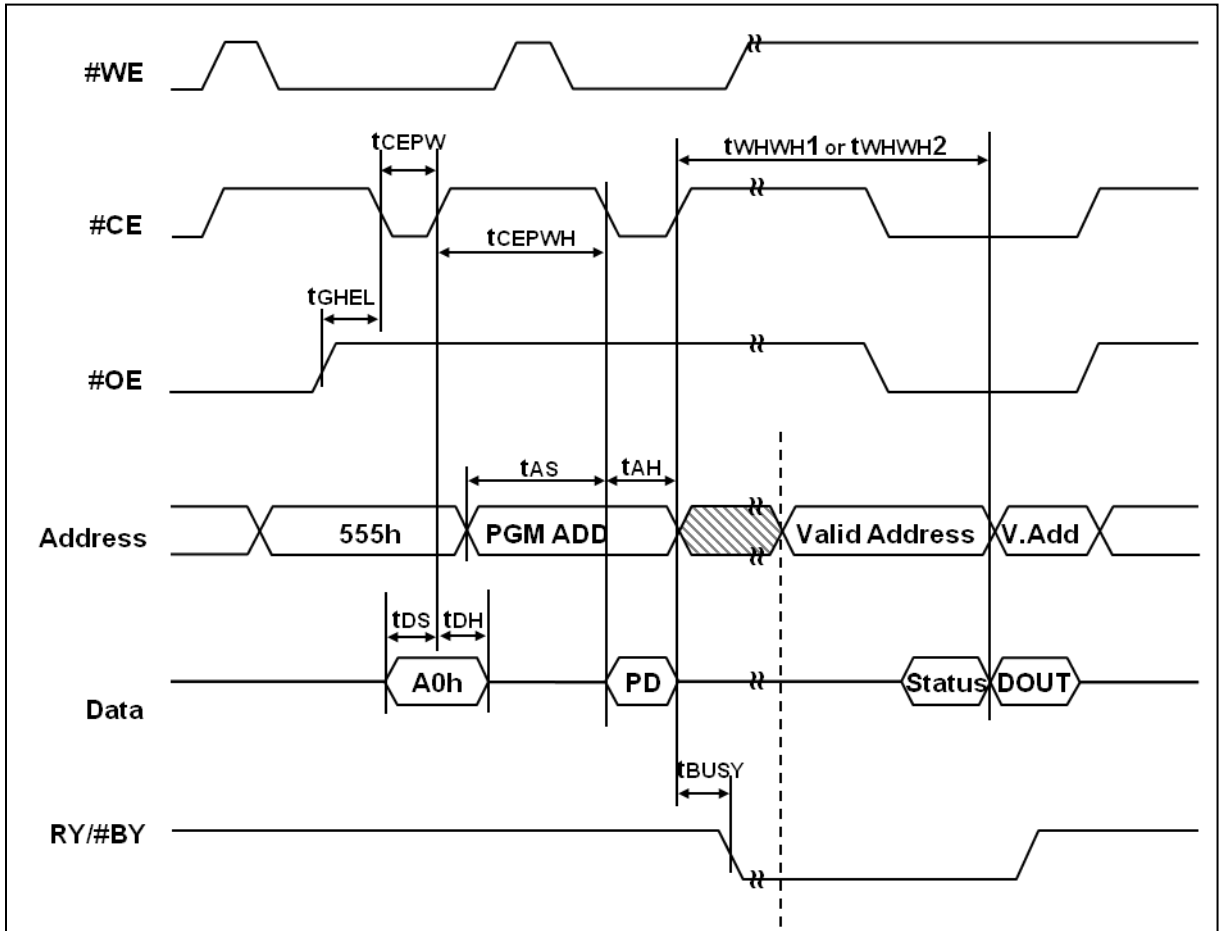 #WE
tCEPW
tWHWH1 or tWHWH2
#CE
tCEPWH
tGHEL
#OE
tAS
tAH
Address
555h
PGM ADD
Valid Address
V.Add
tDS
tDH
Data
A0h
PD
Status
DOUT
tBUSY
RY/#BY